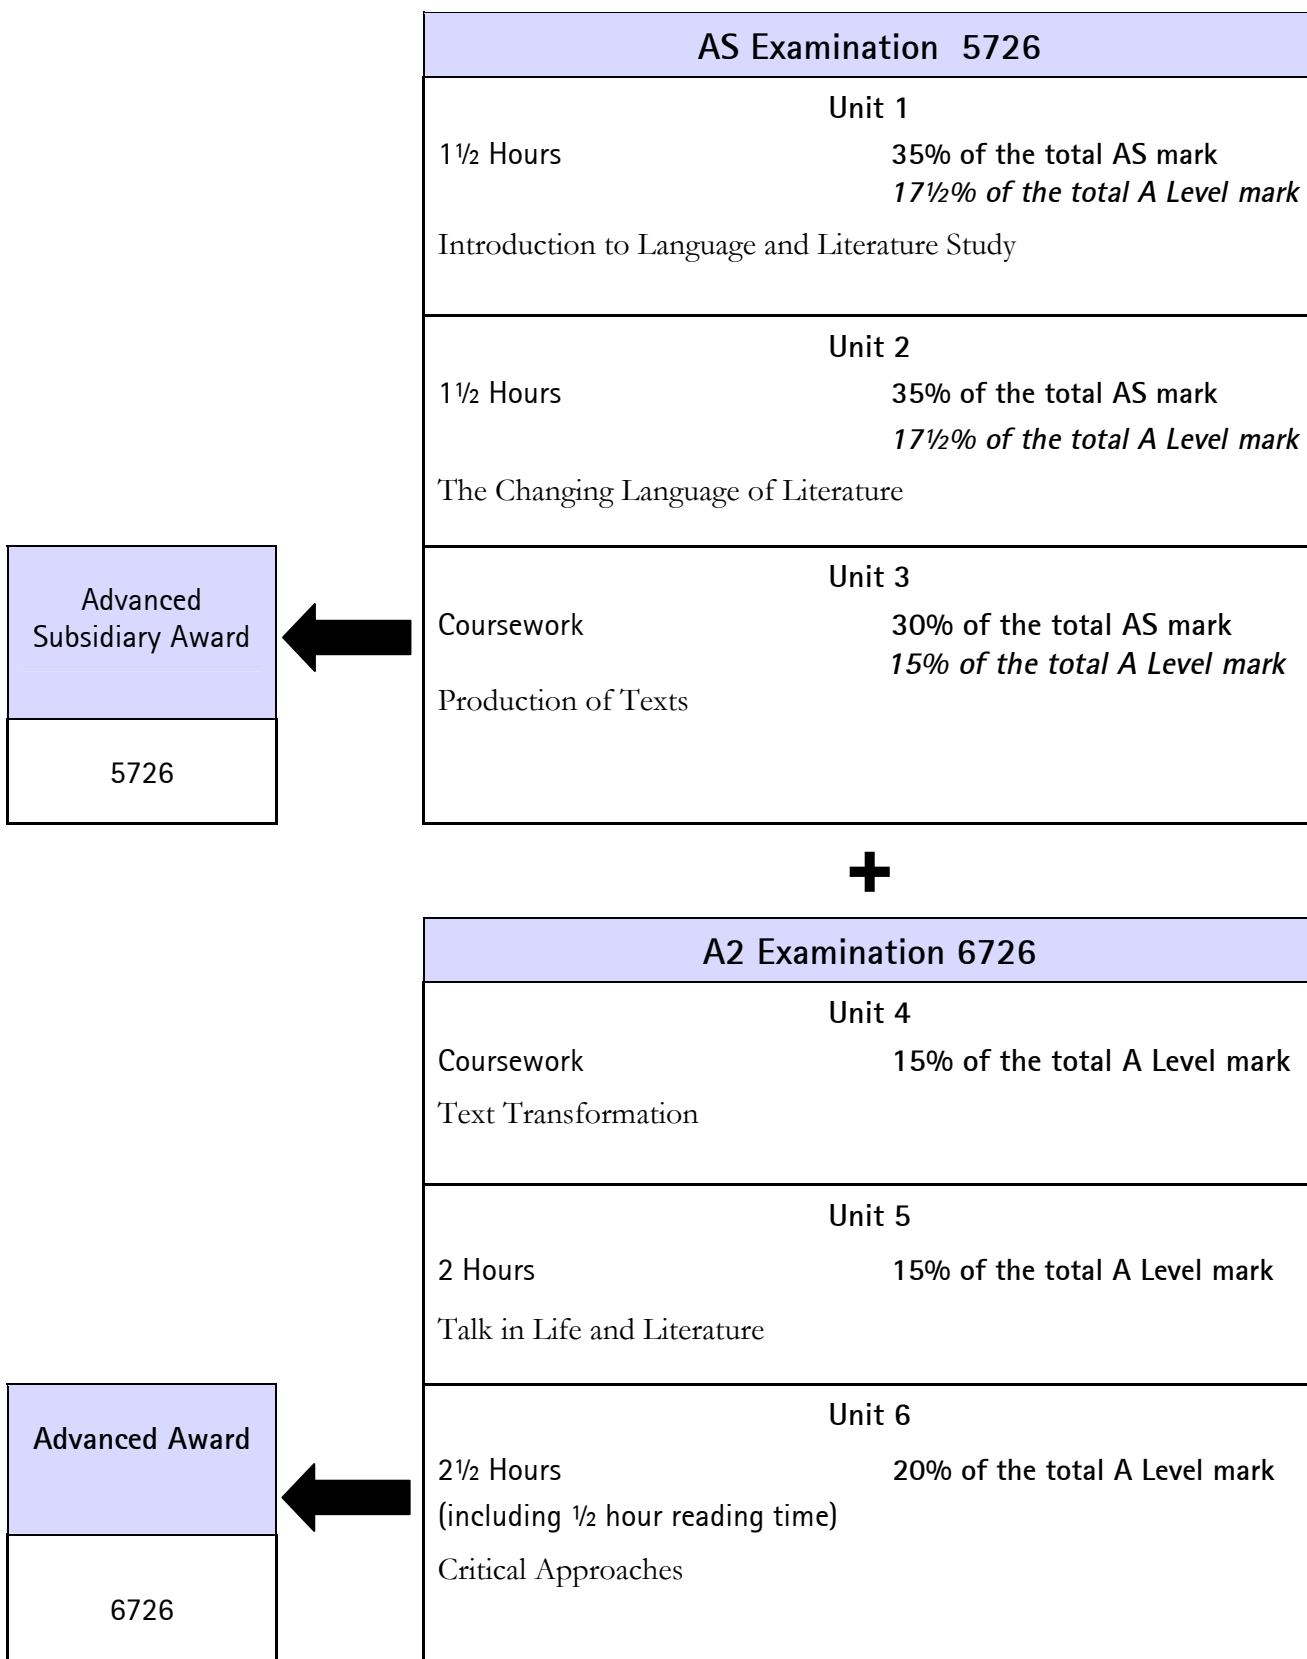 AS Examination 5726
Unit 1
1½ Hours 35% of the total AS mark
17½% of the total A Level mark
Introduction to Language and Literature Study
Unit 2
1½ Hours 35% of the total AS mark
17½% of the total A Level mark
The Changing Language of Literature
Unit 3
Coursework 30% of the total AS mark
15% of the total A Level mark
Production of Texts
Advanced
Subsidiary Award
5726
+
A2 Examination 6726
Unit 4
Coursework 15% of the total A Level mark
Text Transformation
Unit 5
2 Hours 15% of the total A Level mark
Talk in Life and Literature
Unit 6
2½ Hours 20% of the total A Level mark
(including ½ hour reading time)
Critical Approaches
Advanced Award
6726